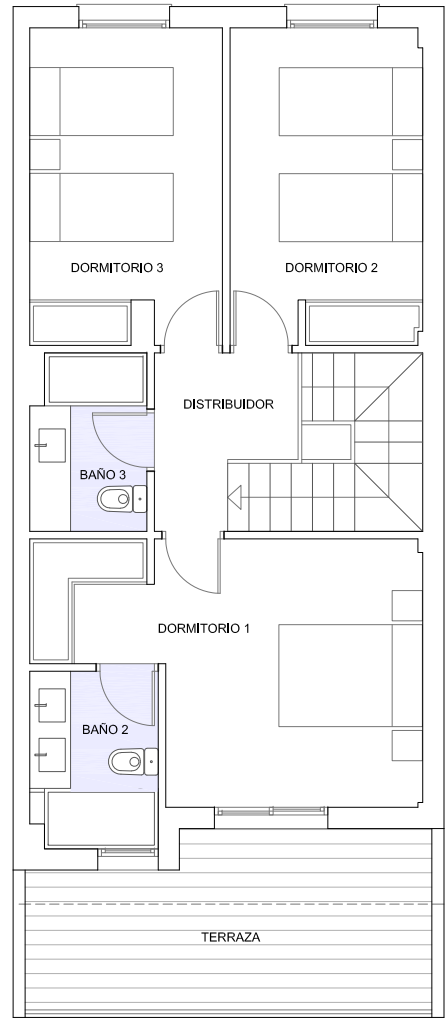 DORMITORIO 3
DORMITORIO 2
DISTRIBUIDOR
BAÑO 3
DORMITORIO 1
BAÑO 2
TERRAZA